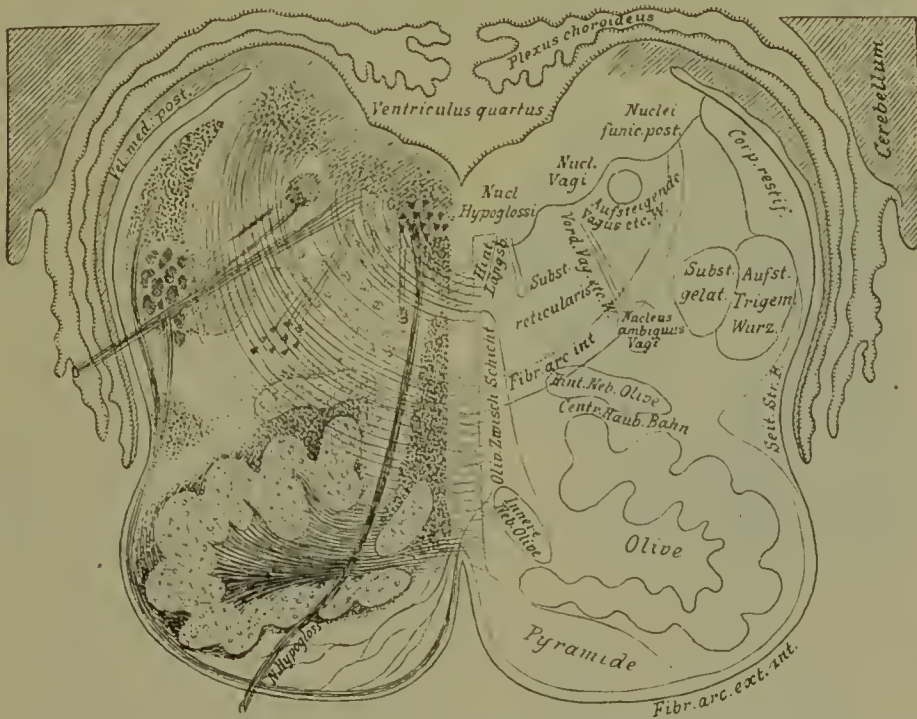 Plexus choroideus
Cerebellum
Vel. med. post.
Ventriculus quartus
Nuclei
funic. post.
Corp. restif.
Nucl.
Vagi
Nucl
Hypoglossi
Aufsteigende
Vagus etc. W.
Vord. Vag. etc. W.
Hint.
Längsb.
Subst.
reticularis
Subst.
gelat.
Aufst.
Trigem.
Wurz.
Nucleus
ambiguus
Vagi
Fibr. arc. int
Hint. Neb. Olive
Centr. Haub. Bahn
Seit. Str. B.
Oliv. Zwisch Schicht
Innere
Neb. Olive
Olive
Pyramide
N. Hypogloss
Fibr. arc. ext. int.